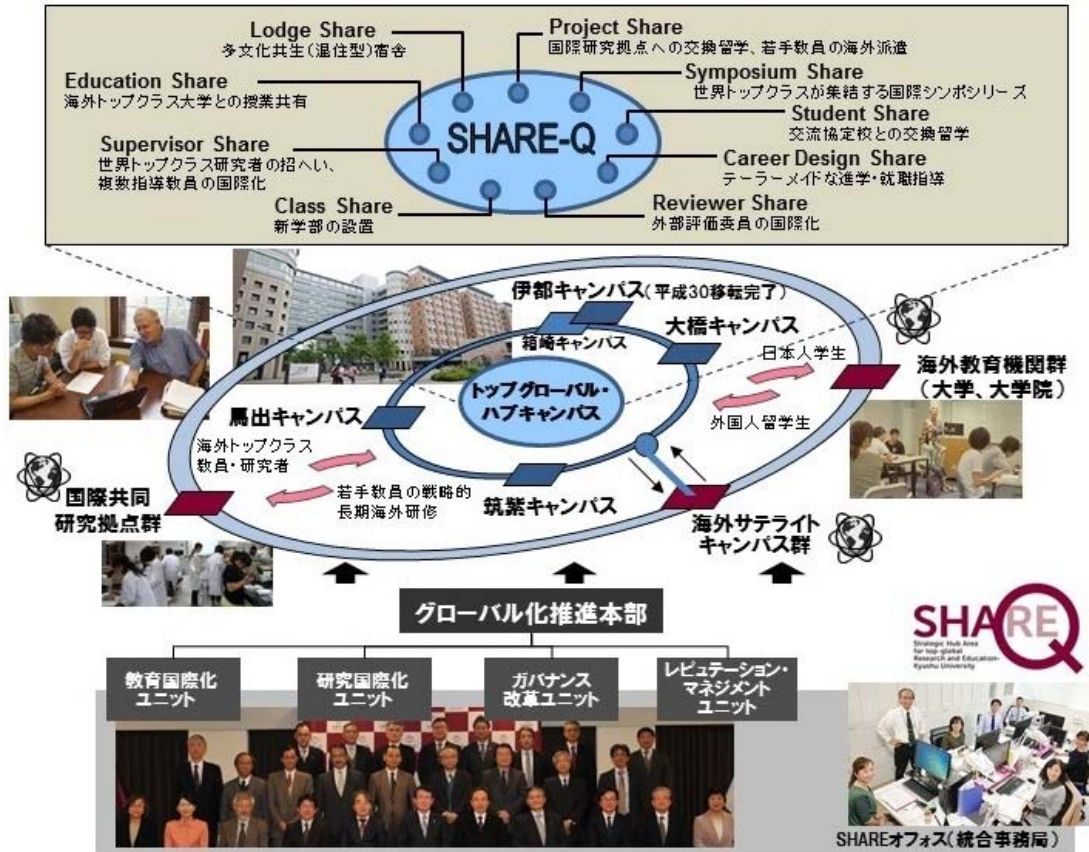 Lodge Share
多文化共生(混住型)宿舎
Project Share
国際研究拠点への交換留学、若手教員の海外派遣
Education Share
海外トップクラス大学との授業共有
Symposium Share
世界トップクラスが集結する国際シンポシリーズ
SHARE-Q
Student Share
交流協定校との交換留学
Supervisor Share
世界トップクラス研究者の招へい、
複数指導教員の国際化
Career Design Share
テーラーメイドな進学・就職指導
Class Share
新学部の設置
Reviewer Share
外部評価委員の国際化
伊都キャンパス(平成30移転完了)
箱崎キャンパス
大橋キャンパス
日本人学生
海外教育機関群
(大学、大学院)
トップグローバル・
ハブキャンパス
馬出キャンパス
外国人留学生
海外トップクラス
教員・研究者
国際共同
研究拠点群
若手教員の戦略的
長期海外研修
筑紫キャンパス
海外サテライト
キャンパス群
グローバル化推進本部
SHARE Q
Strategic Hub Area
for top-global
Research and Education-
Kyushu University
教育国際化
ユニット
研究国際化
ユニット
ガバナンス
改革ユニット
レピュテーション・
マネジメント
ユニット
SHAREオフォス(統合事務局)